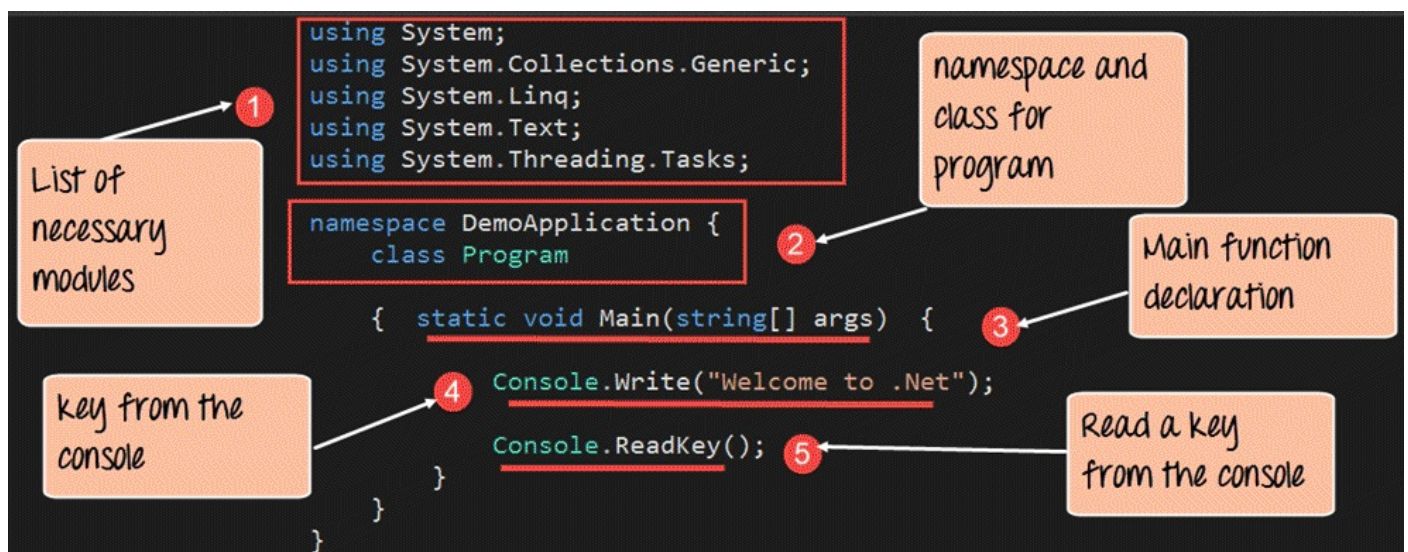 using System;
using System.Collections.Generic;
using System.Linq;
using System.Text;
using System.Threading.Tasks;
1
List of
necessary
modules
namespace and
class for
program
namespace DemoApplication {
class Program
2
Main function
declaration
{ static void Main(string[] args) {
3
key from the
console
4
Console.Write("Welcome to .Net");
Console.ReadKey();
5
Read a key
from the console
}
}
}